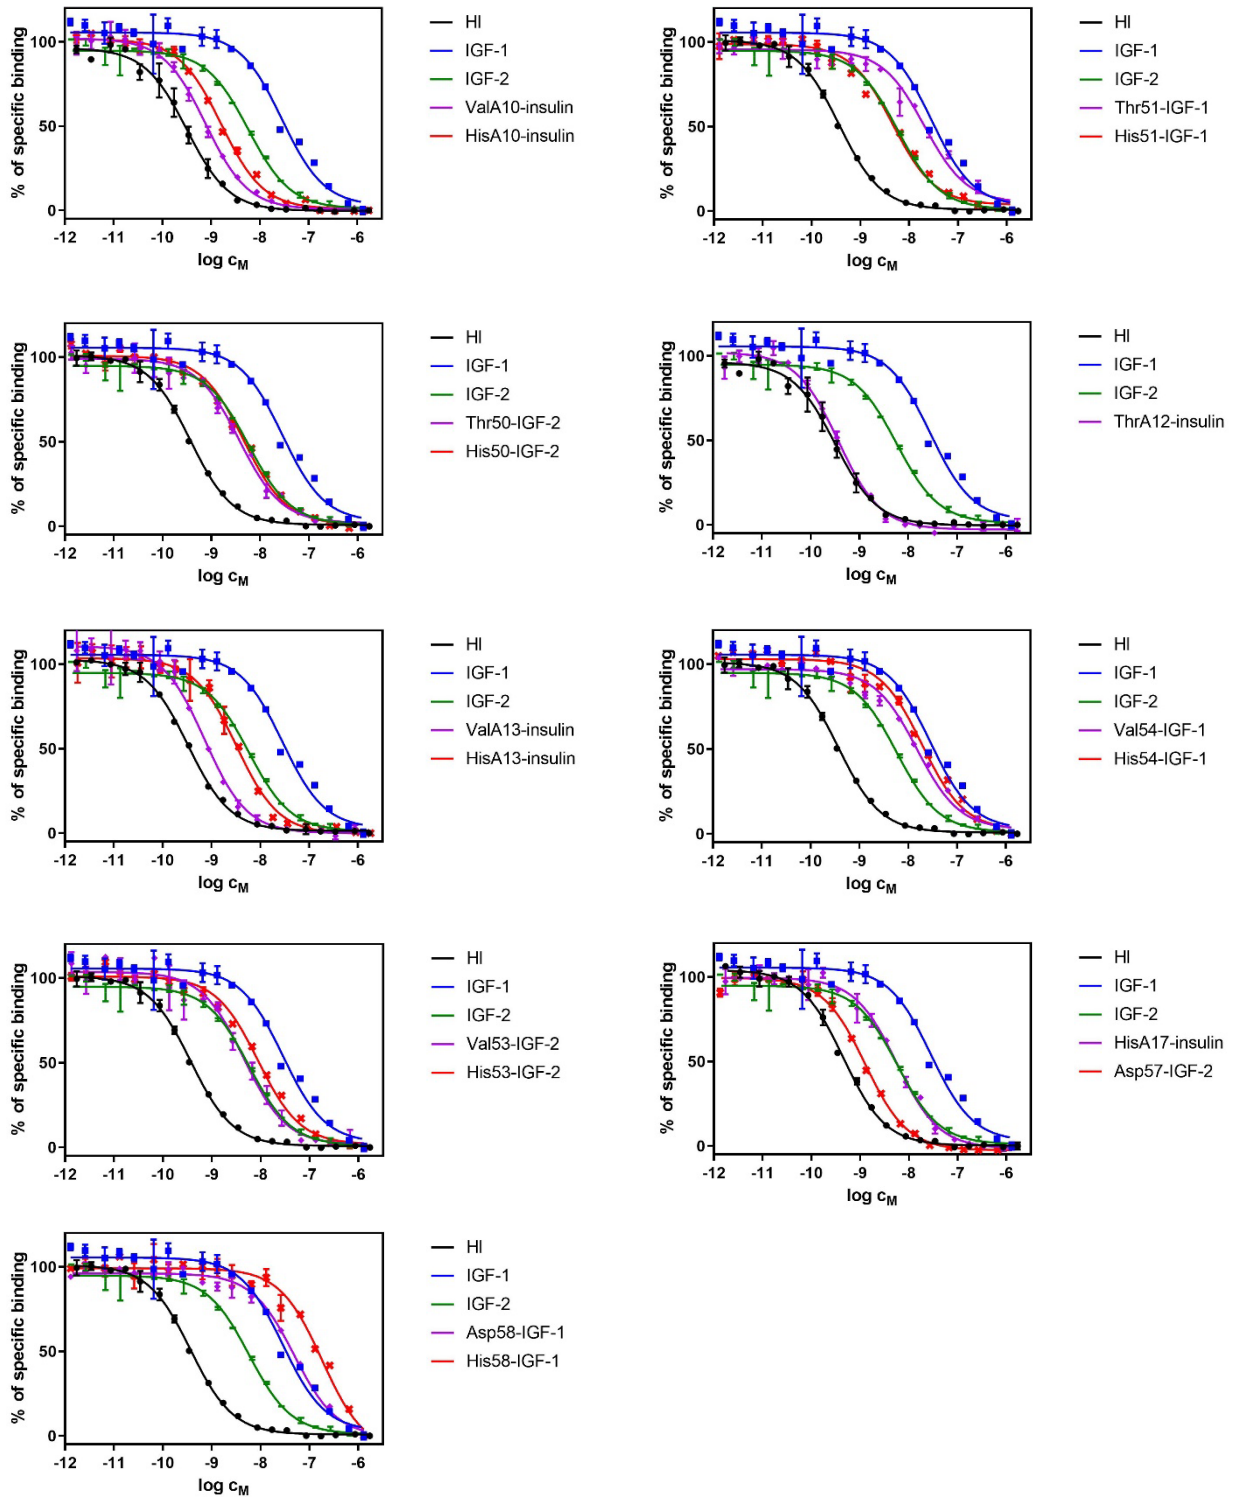 % of specific binding
100
50
0
-12 -11 -10 -9 -8 -7 -6
log cM
HI
IGF-1
IGF-2
ValA10-insulin
HisA10-insulin
% of specific binding
100
50
0
-12 -11 -10 -9 -8 -7 -6
log cM
HI
IGF-1
IGF-2
Thr51-IGF-1
His51-IGF-1
% of specific binding
100
50
0
-12 -11 -10 -9 -8 -7 -6
log cM
HI
IGF-1
IGF-2
Thr50-IGF-2
His50-IGF-2
% of specific binding
100
50
0
-12 -11 -10 -9 -8 -7 -6
log cM
HI
IGF-1
IGF-2
ThrA12-insulin
% of specific binding
100
50
0
-12 -11 -10 -9 -8 -7 -6
log cM
HI
IGF-1
IGF-2
ValA13-insulin
HisA13-insulin
% of specific binding
100
50
0
-12 -11 -10 -9 -8 -7 -6
log cM
HI
IGF-1
IGF-2
Val54-IGF-1
His54-IGF-1
% of specific binding
100
50
0
-12 -11 -10 -9 -8 -7 -6
log cM
HI
IGF-1
IGF-2
Val53-IGF-2
His53-IGF-2
% of specific binding
100
50
0
-12 -11 -10 -9 -8 -7 -6
log cM
HI
IGF-1
IGF-2
HisA17-insulin
Asp57-IGF-2
% of specific binding
100
50
0
-12 -11 -10 -9 -8 -7 -6
log cM
HI
IGF-1
IGF-2
Asp58-IGF-1
His58-IGF-1